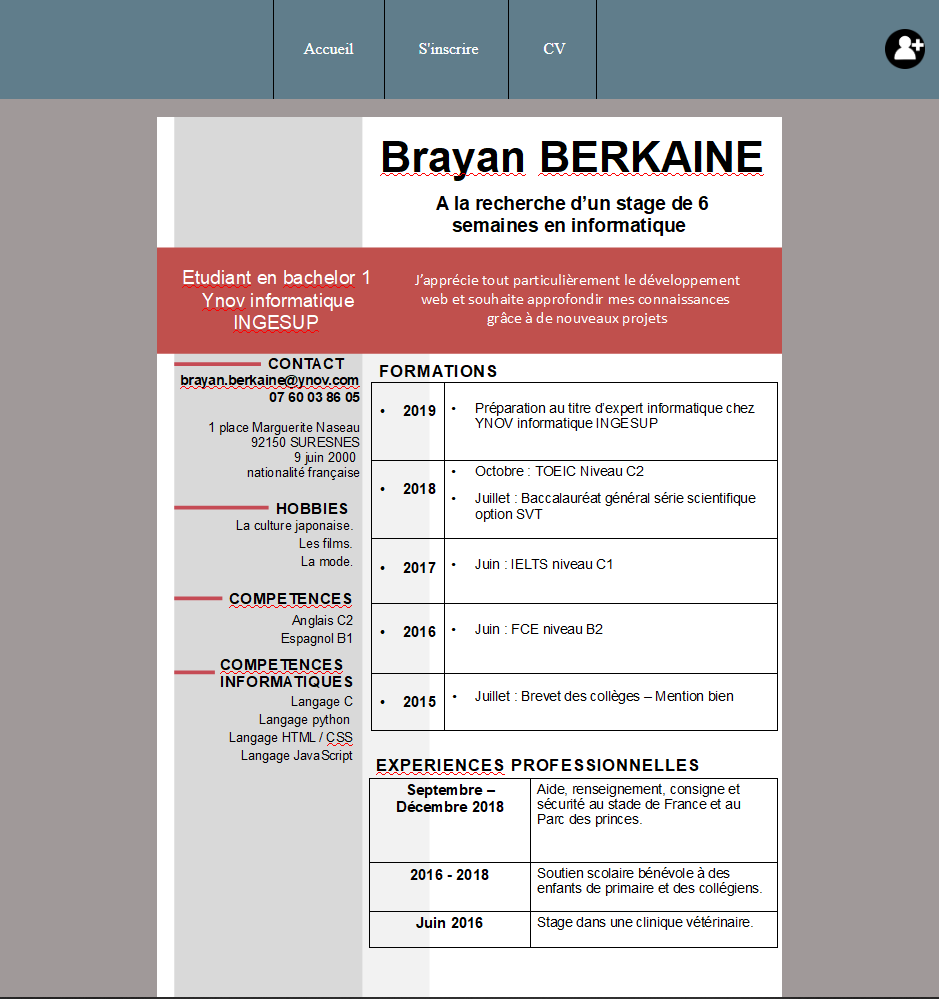 Accueil
S'inscrire
CV
Brayan BERKAINE
A la recherche d’un stage de 6
semaines en informatique
Etudiant en bachelor 1
Ynov informatique
INGESUP
J’apprécie tout particulièrement le développement
web et souhaite approfondir mes connaissances
grâce à de nouveaux projets
CONTACT
brayan.berkaine@ynov.com
07 60 03 86 05
1 place Marguerite Naseau
92150 SURESNES
9 juin 2000
nationalité française
HOBBIES
La culture japonaise.
Les films.
La mode.
COMPETENCES
Anglais C2
Espagnol B1
COMPETENCES
INFORMATIQUES
Langage C
Langage python
Langage HTML / CSS
Langage JavaScript
FORMATIONS
• 2019
• Préparation au titre d’expert informatique chez
YNOV informatique INGESUP
• 2018
• Octobre : TOEIC Niveau C2
• Juillet : Baccalauréat général série scientifique
option SVT
• 2017
• Juin : IELTS niveau C1
• 2016
• Juin : FCE niveau B2
• 2015
• Juillet : Brevet des collèges – Mention bien
EXPERIENCES PROFESSIONNELLES
Septembre –
Décembre 2018
Aide, renseignement, consigne et
sécurité au stade de France et au
Parc des princes.
2016 - 2018
Soutien scolaire bénévole à des
enfants de primaire et des collégiens.
Juin 2016
Stage dans une clinique vétérinaire.